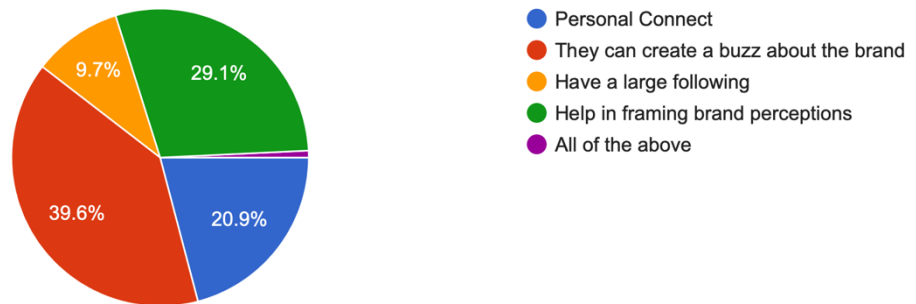 9.7%
29.1%
39.6%
20.9%
Personal Connect
They can create a buzz about the brand
Have a large following
Help in framing brand perceptions
All of the above